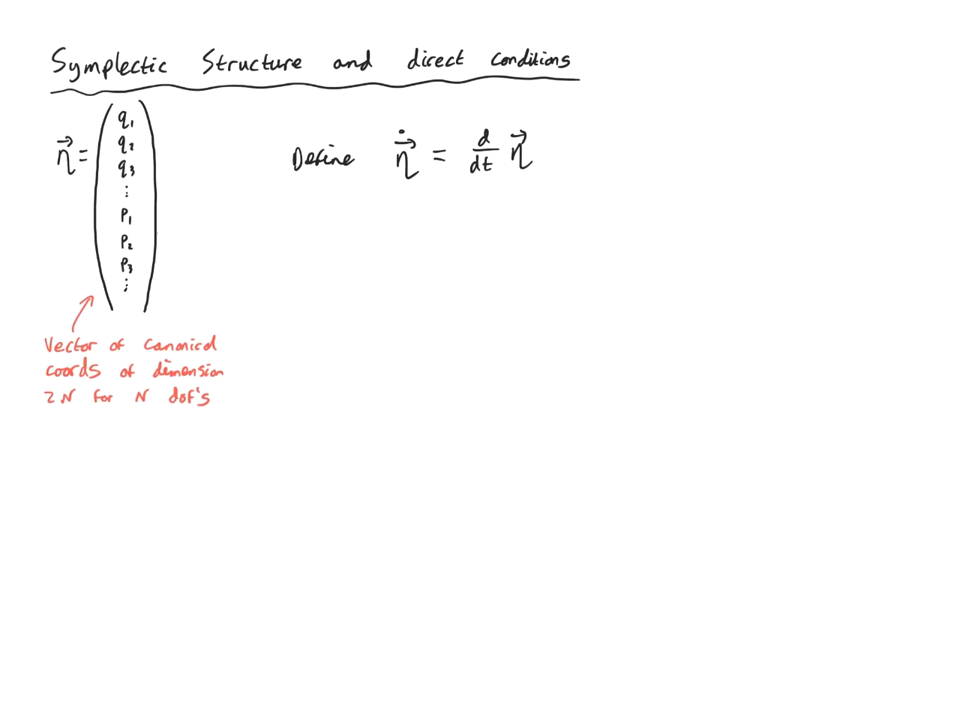 Symplectic Structure and direct conditions
η⃗ = (q₁
q₂
q₃
⋮
p₁
p₂
p₃
⋮)
Define η⃗̇ = d/dt η⃗
Vector of canonical
coords of dimension
2N for N dof's